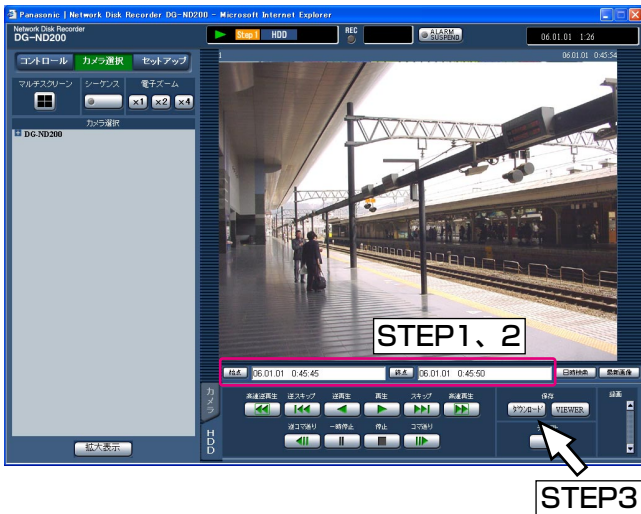 Panasonic | Network Disk Recorder DG-ND200 - Microsoft Internet Explorer
Network Disk Recorder
DG-ND200
Step1 HDD
REC
ALARM
SUSPEND
06.01.01 1:26
コントロール カメラ選択 セットアップ
1
06.01.01 0:45:54
マルチスクリーン シーケンス 電子ズーム
×1 ×2 ×4
カメラ選択
DG-ND200
STEP1、2
始点 06.01.01 0:45:45 終点 06.01.01 0:45:50 日時検索 最新画像
カメラ
HDD
高速逆再生 逆スキップ 逆再生 再生 スキップ 高速再生 保存 録画
ダウンロード VIEWER
逆コマ送り 一時停止 停止 コマ送り
拡大表示
STEP3